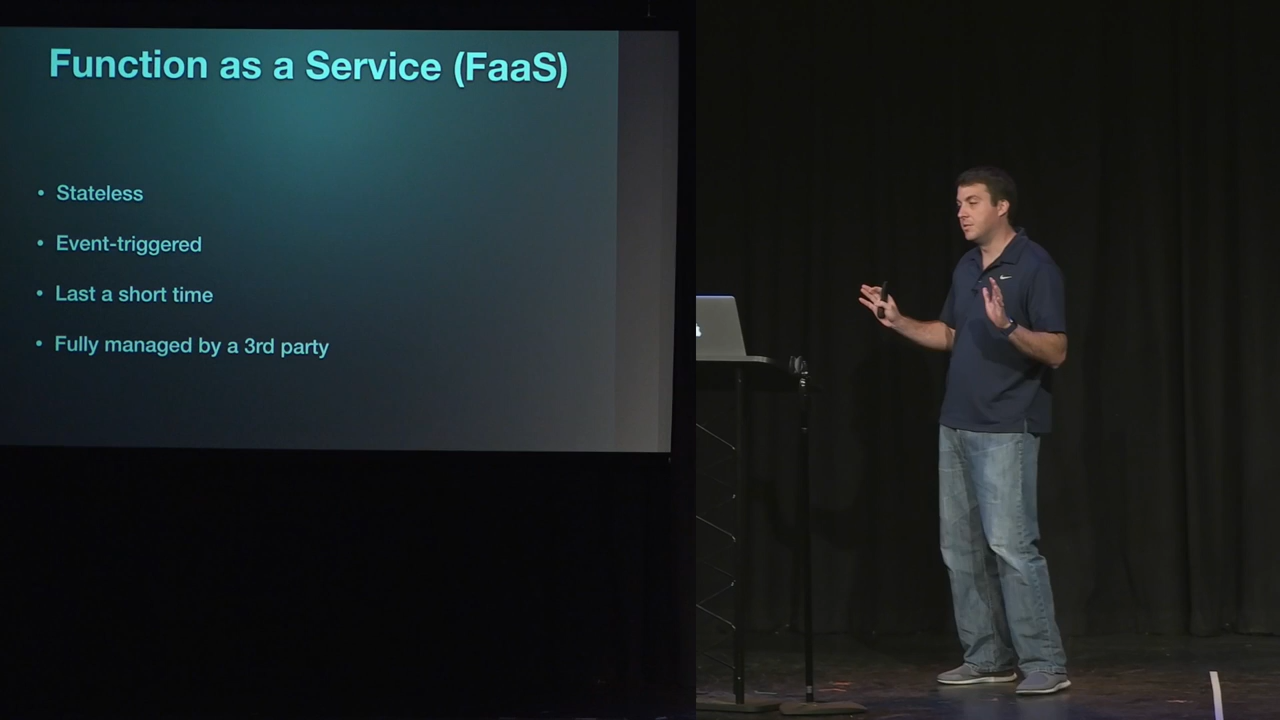 Function as a Service (FaaS)
• Stateless
• Event-triggered
• Last a short time
• Fully managed by a 3rd party